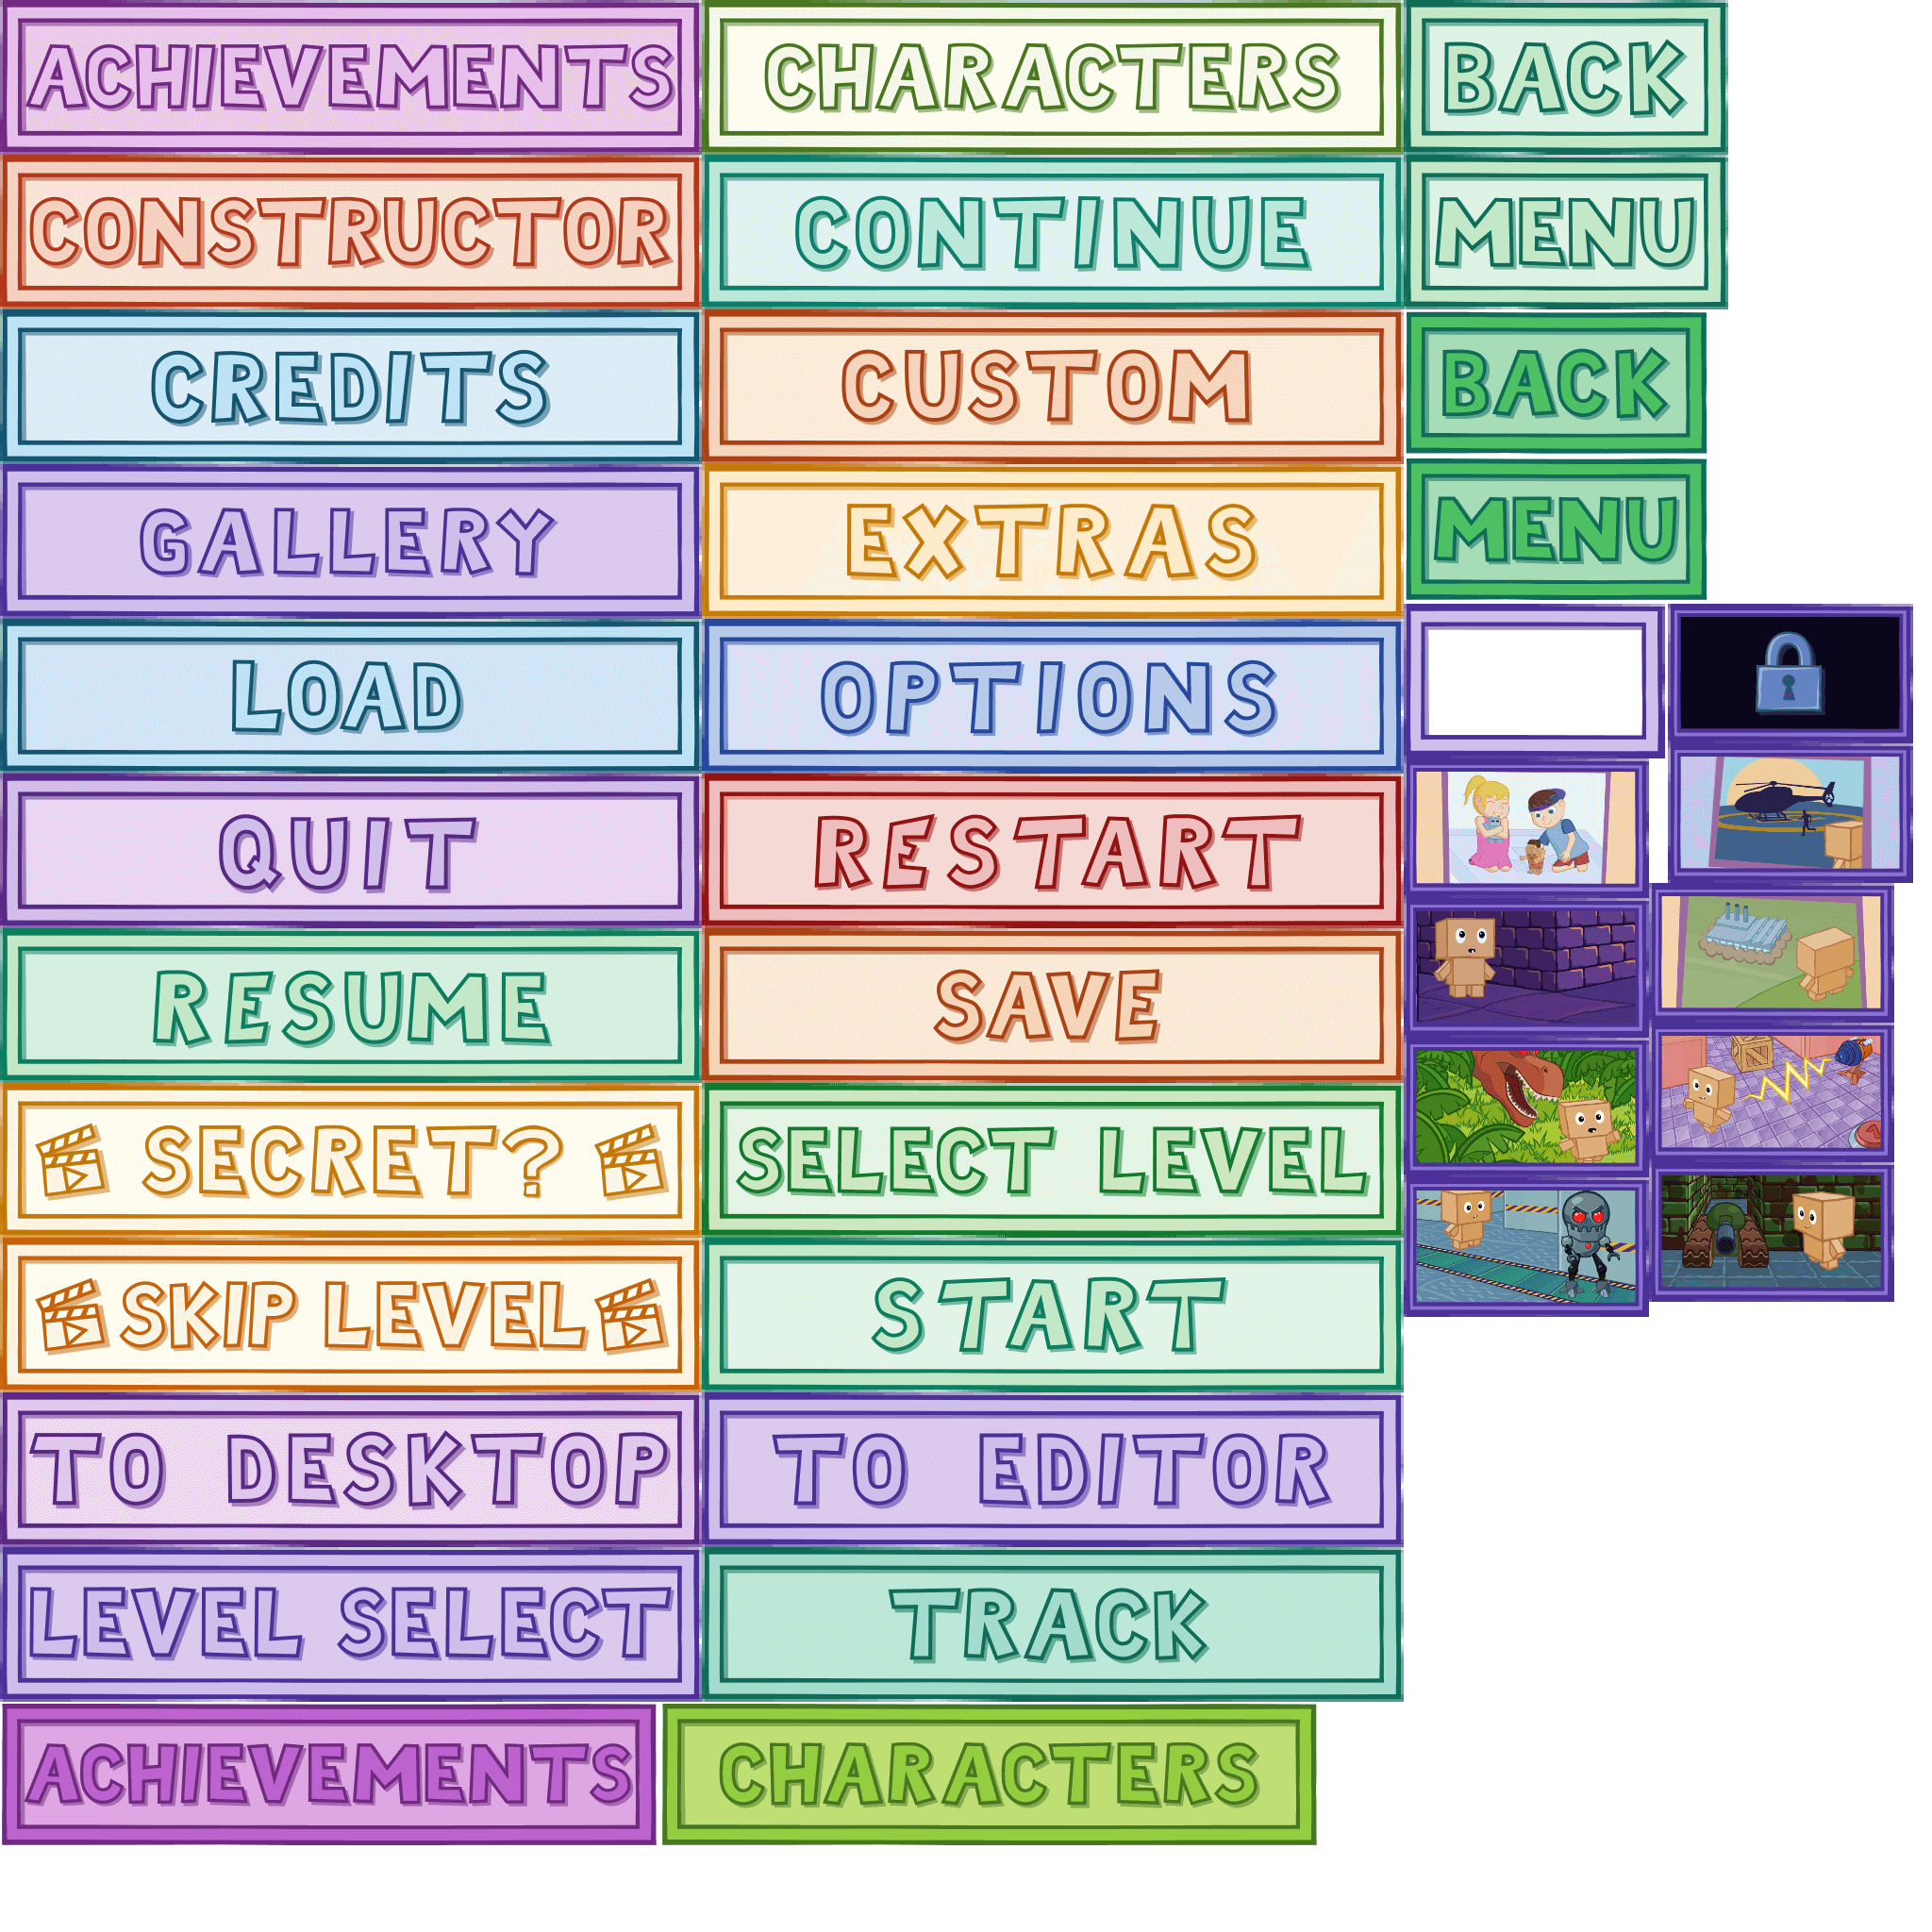 ACHIEVEMENTS
CHARACTERS
BACK
CONSTRUCTOR
CONTINUE
MENU
CREDITS
CUSTOM
BACK
GALLERY
EXTRAS
MENU
LOAD
OPTIONS
QUIT
RESTART
RESUME
SAVE
SECRET?
SELECT LEVEL
SKIP LEVEL
START
TO DESKTOP
TO EDITOR
LEVEL SELECT
TRACK
ACHIEVEMENTS
CHARACTERS